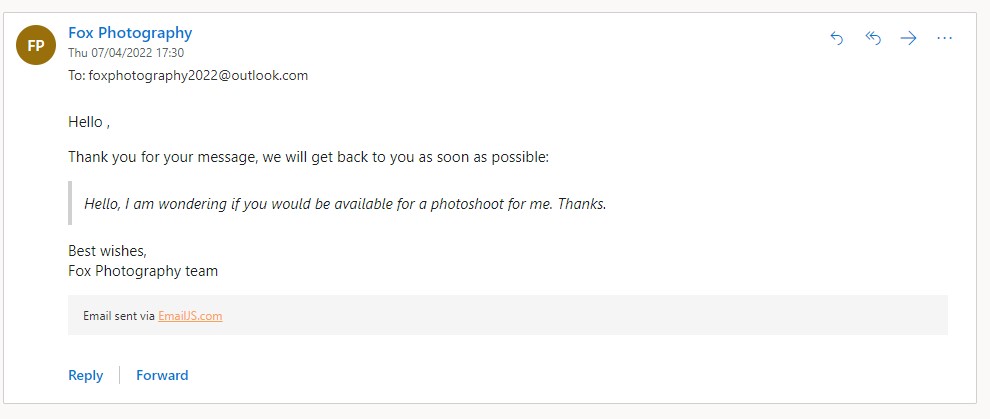 FP
Fox Photography
Thu 07/04/2022 17:30
To: foxphotography2022@outlook.com
Hello ,
Thank you for your message, we will get back to you as soon as possible:
Hello, I am wondering if you would be available for a photoshoot for me. Thanks.
Best wishes,
Fox Photography team
Email sent via EmailJS.com
Reply Forward